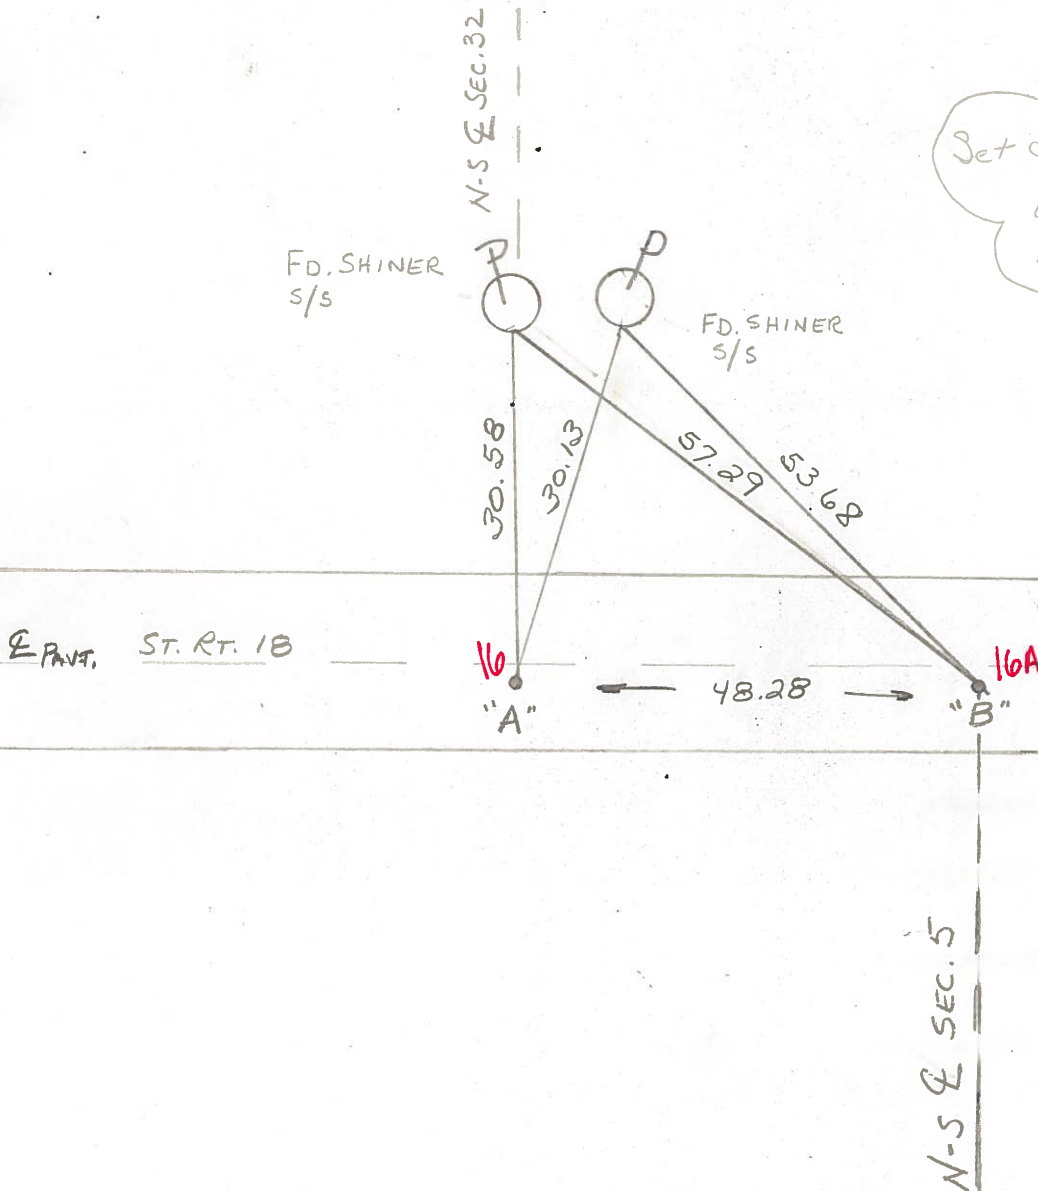 N-S ℄ SEC. 32
Set
FD. SHINER
S/S
FD. SHINER
S/S
30.58
30.13
57.29
53.68
℄ PAVT. ST. RT. 18
16
16A
48.28
"A"
"B"
N-S ℄ SEC. 5